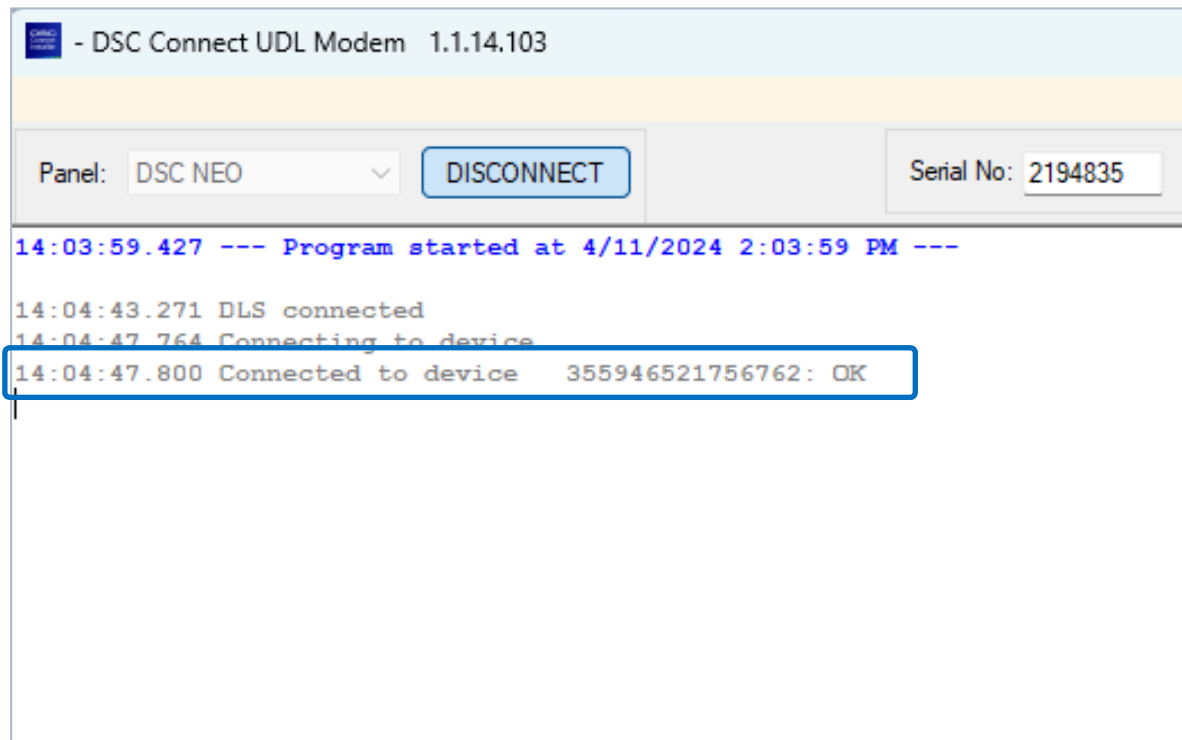 - DSC Connect UDL Modem 1.1.14.103
Panel: DSC NEO DISCONNECT Serial No: 2194835
14:03:59.427 --- Program started at 4/11/2024 2:03:59 PM ---
14:04:43.271 DLS connected
14:04:47.764 Connecting to device
14:04:47.800 Connected to device 355946521756762: OK